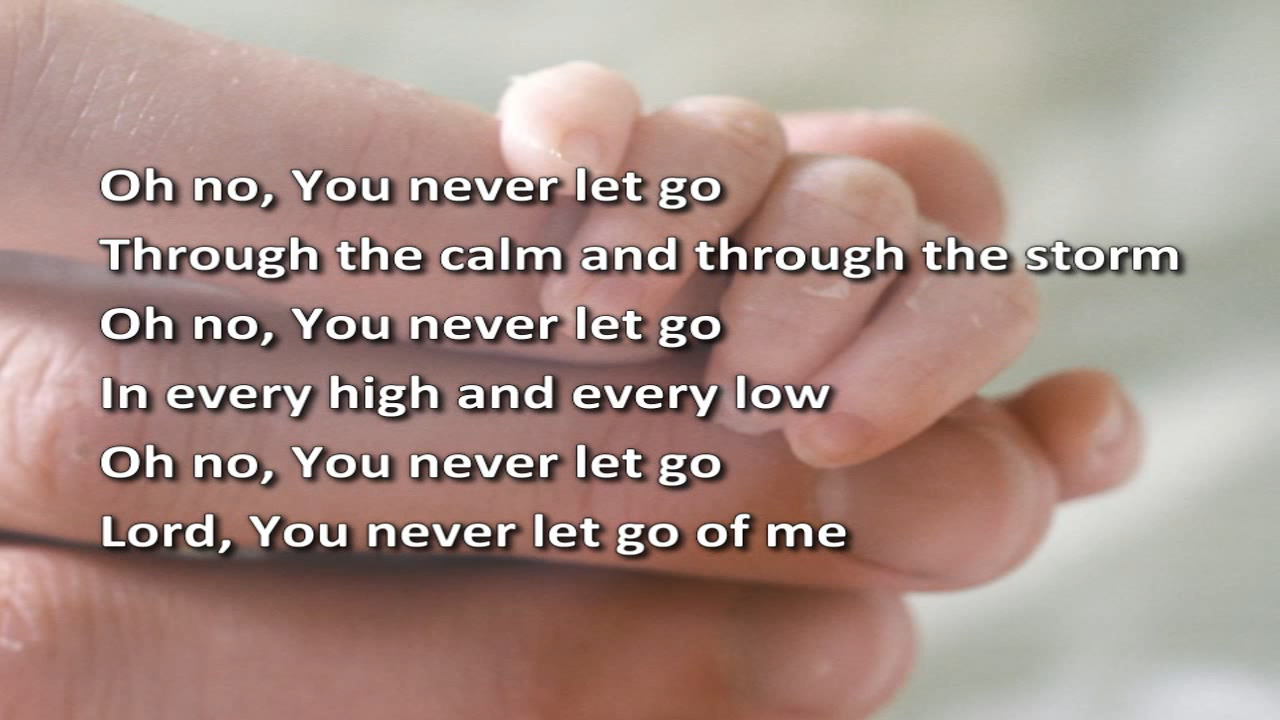 Oh no, You never let go
Through the calm and through the storm
Oh no, You never let go
In every high and every low
Oh no, You never let go
Lord, You never let go of me